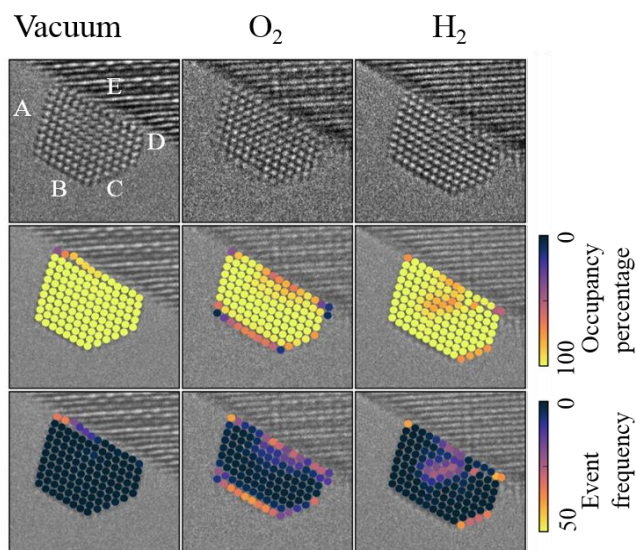 Vacuum
O₂
H₂
A
E
D
B
C
0
Occupancy
percentage
100
0
Event
frequency
50